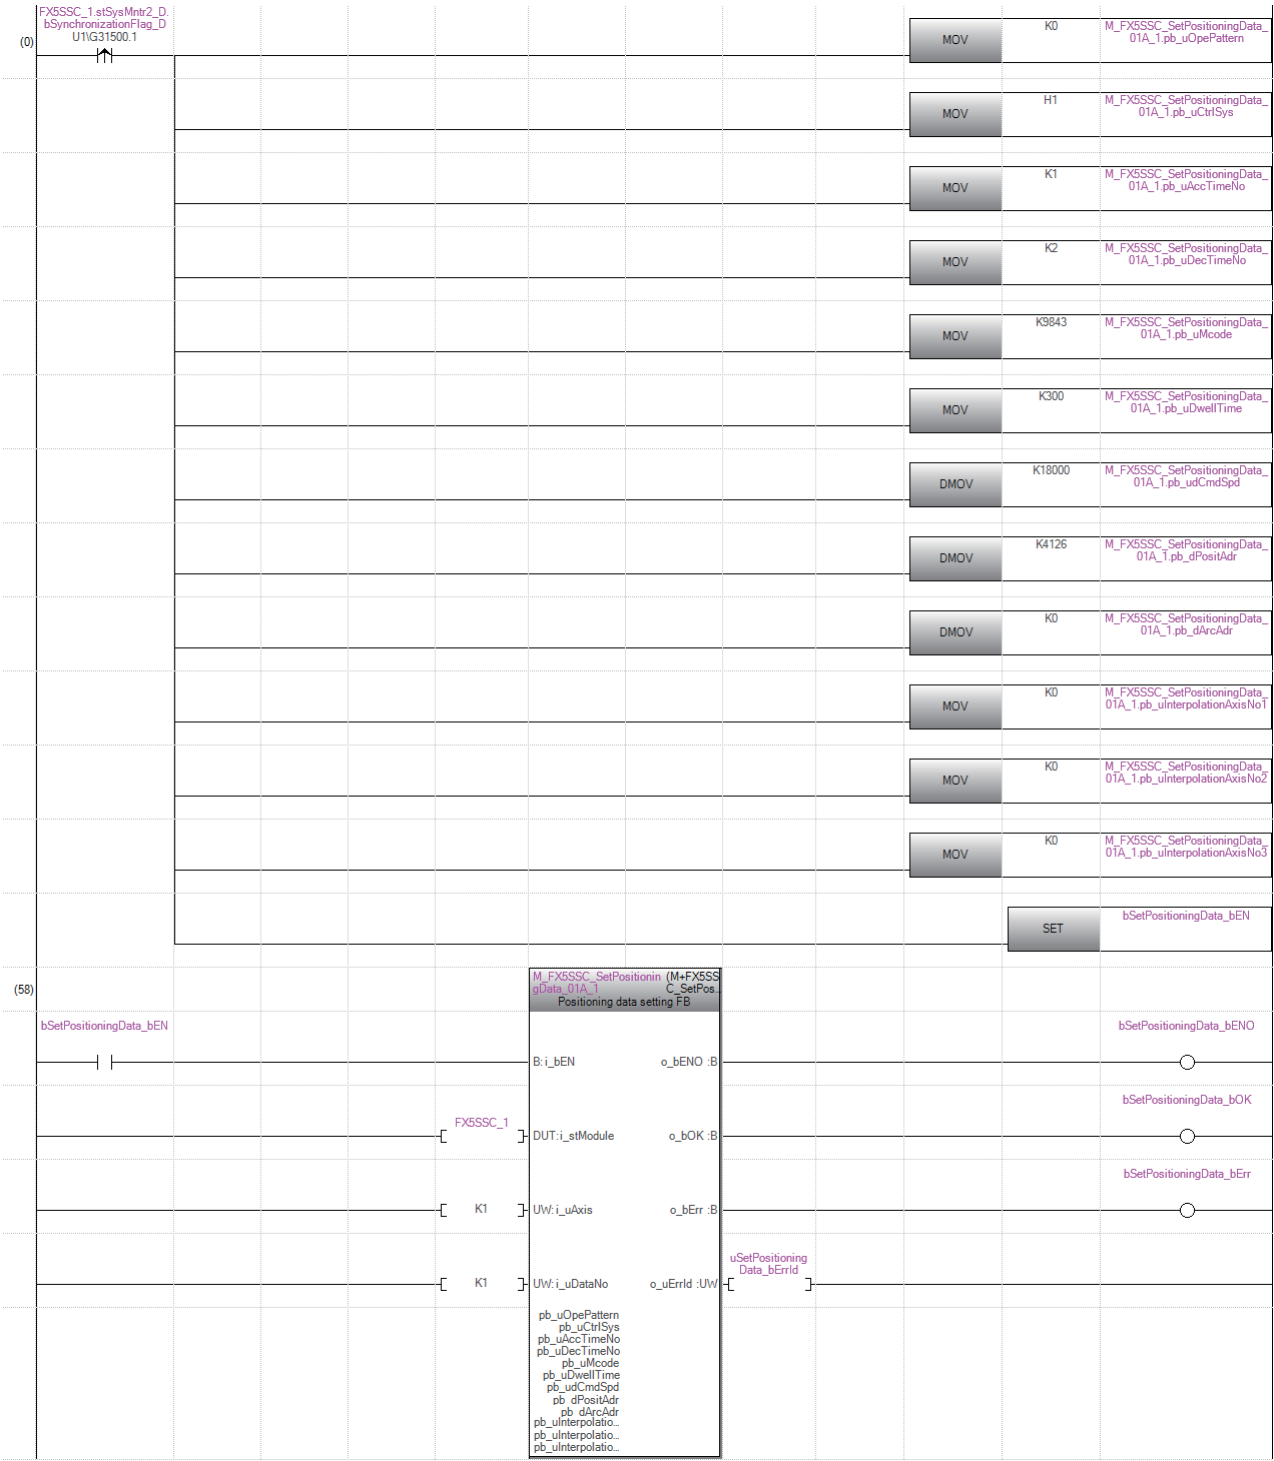 FX5SSC_1.stSysMntr2_D.
bSynchronizationFlag_D
U1\G31500.1
(0)
MOV
K0
M_FX5SSC_SetPositioningData_
01A_1.pb_uOpePattern
MOV
H1
M_FX5SSC_SetPositioningData_
01A_1.pb_uCtrlSys
MOV
K1
M_FX5SSC_SetPositioningData_
01A_1.pb_uAccTimeNo
MOV
K2
M_FX5SSC_SetPositioningData_
01A_1.pb_uDecTimeNo
MOV
K9843
M_FX5SSC_SetPositioningData_
01A_1.pb_uMcode
MOV
K300
M_FX5SSC_SetPositioningData_
01A_1.pb_uDwellTime
DMOV
K18000
M_FX5SSC_SetPositioningData_
01A_1.pb_udCmdSpd
DMOV
K4126
M_FX5SSC_SetPositioningData_
01A_1.pb_dPositAdr
DMOV
K0
M_FX5SSC_SetPositioningData_
01A_1.pb_dArcAdr
MOV
K0
M_FX5SSC_SetPositioningData_
01A_1.pb_uInterpolationAxisNo1
MOV
K0
M_FX5SSC_SetPositioningData_
01A_1.pb_uInterpolationAxisNo2
MOV
K0
M_FX5SSC_SetPositioningData_
01A_1.pb_uInterpolationAxisNo3
SET
bSetPositioningData_bEN
(58)
M_FX5SSC_SetPositionin (M+FX5SS
gData_01A_1 C_SetPos...
Positioning data setting FB
bSetPositioningData_bEN
B:i_bEN
o_bENO :B
bSetPositioningData_bENO
FX5SSC_1
DUT:i_stModule
o_bOK :B
bSetPositioningData_bOK
K1
UW:i_uAxis
o_bErr :B
bSetPositioningData_bErr
K1
UW:i_uDataNo
o_uErrId :UW
uSetPositioning
Data_bErrId
pb_uOpePattern
pb_uCtrlSys
pb_uAccTimeNo
pb_uDecTimeNo
pb_uMcode
pb_uDwellTime
pb_udCmdSpd
pb_dPositAdr
pb_dArcAdr
pb_uInterpolatio...
pb_uInterpolatio...
pb_uInterpolatio...